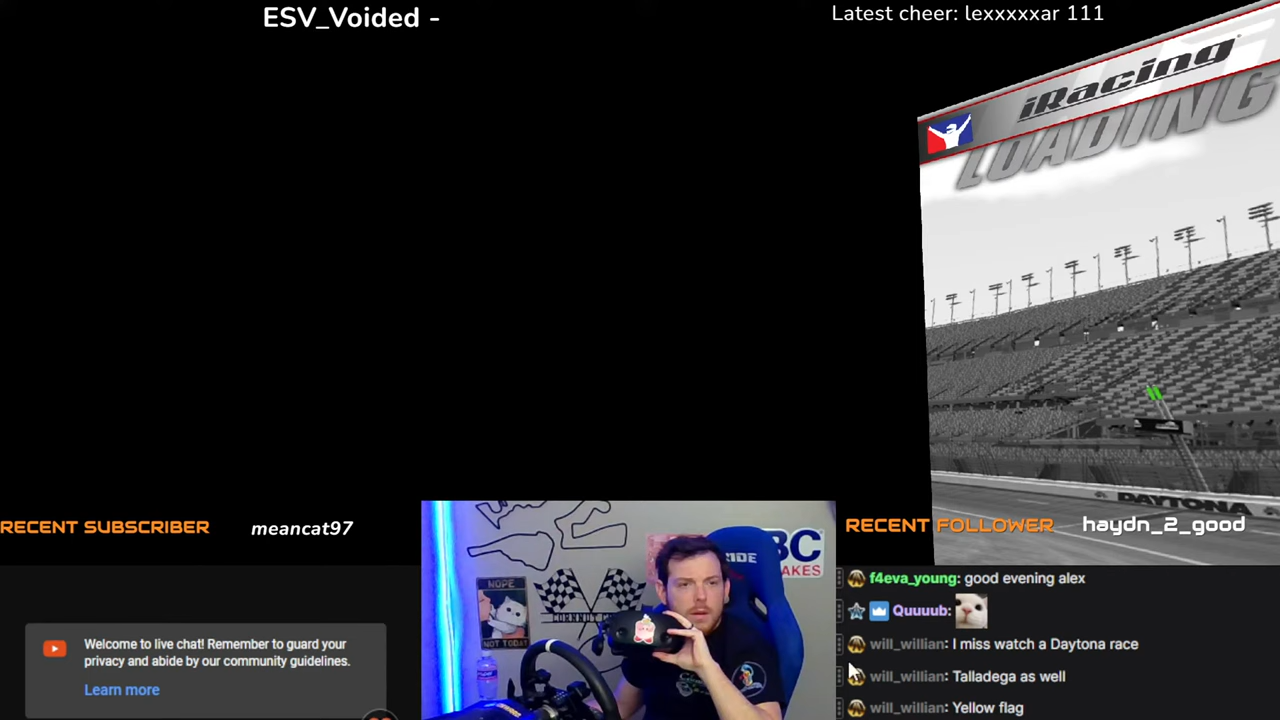 ESV_Voided -
Latest cheer: lexxxxxar 111
iRacing
LOADING
DAYTONA
RECENT SUBSCRIBER meancat97
RECENT FOLLOWER haydn_2_good
Welcome to live chat! Remember to guard your
privacy and abide by our community guidelines.
Learn more
NOPE
NOT TODAY
f4eva_young: good evening alex
Quuuub:
will_willian: I miss watch a Daytona race
will_willian: Talladega as well
will_willian: Yellow flag